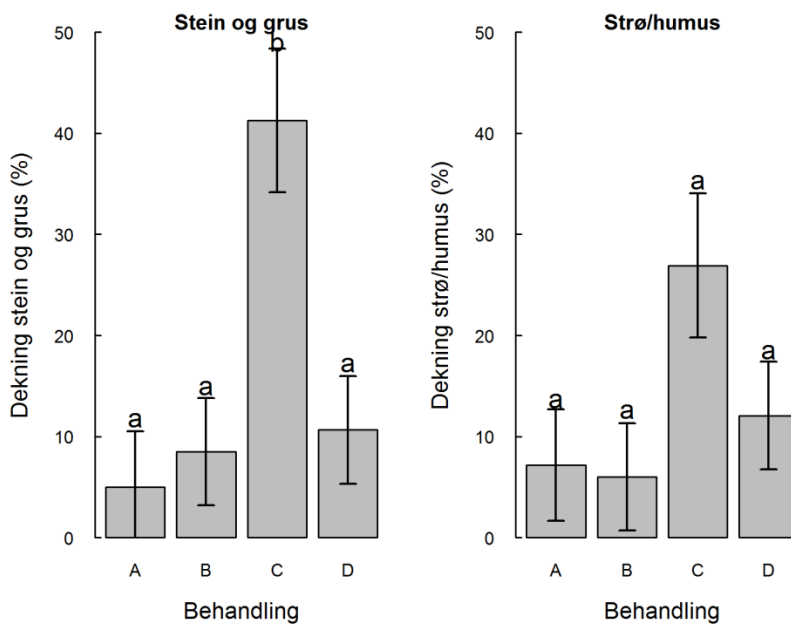 Stein og grus
Dekning stein og grus (%)
50
40
30
20
10
0
a
a
b
a
A B C D
Behandling
Strø/humus
Dekning strø/humus (%)
50
40
30
20
10
0
a
a
a
a
A B C D
Behandling